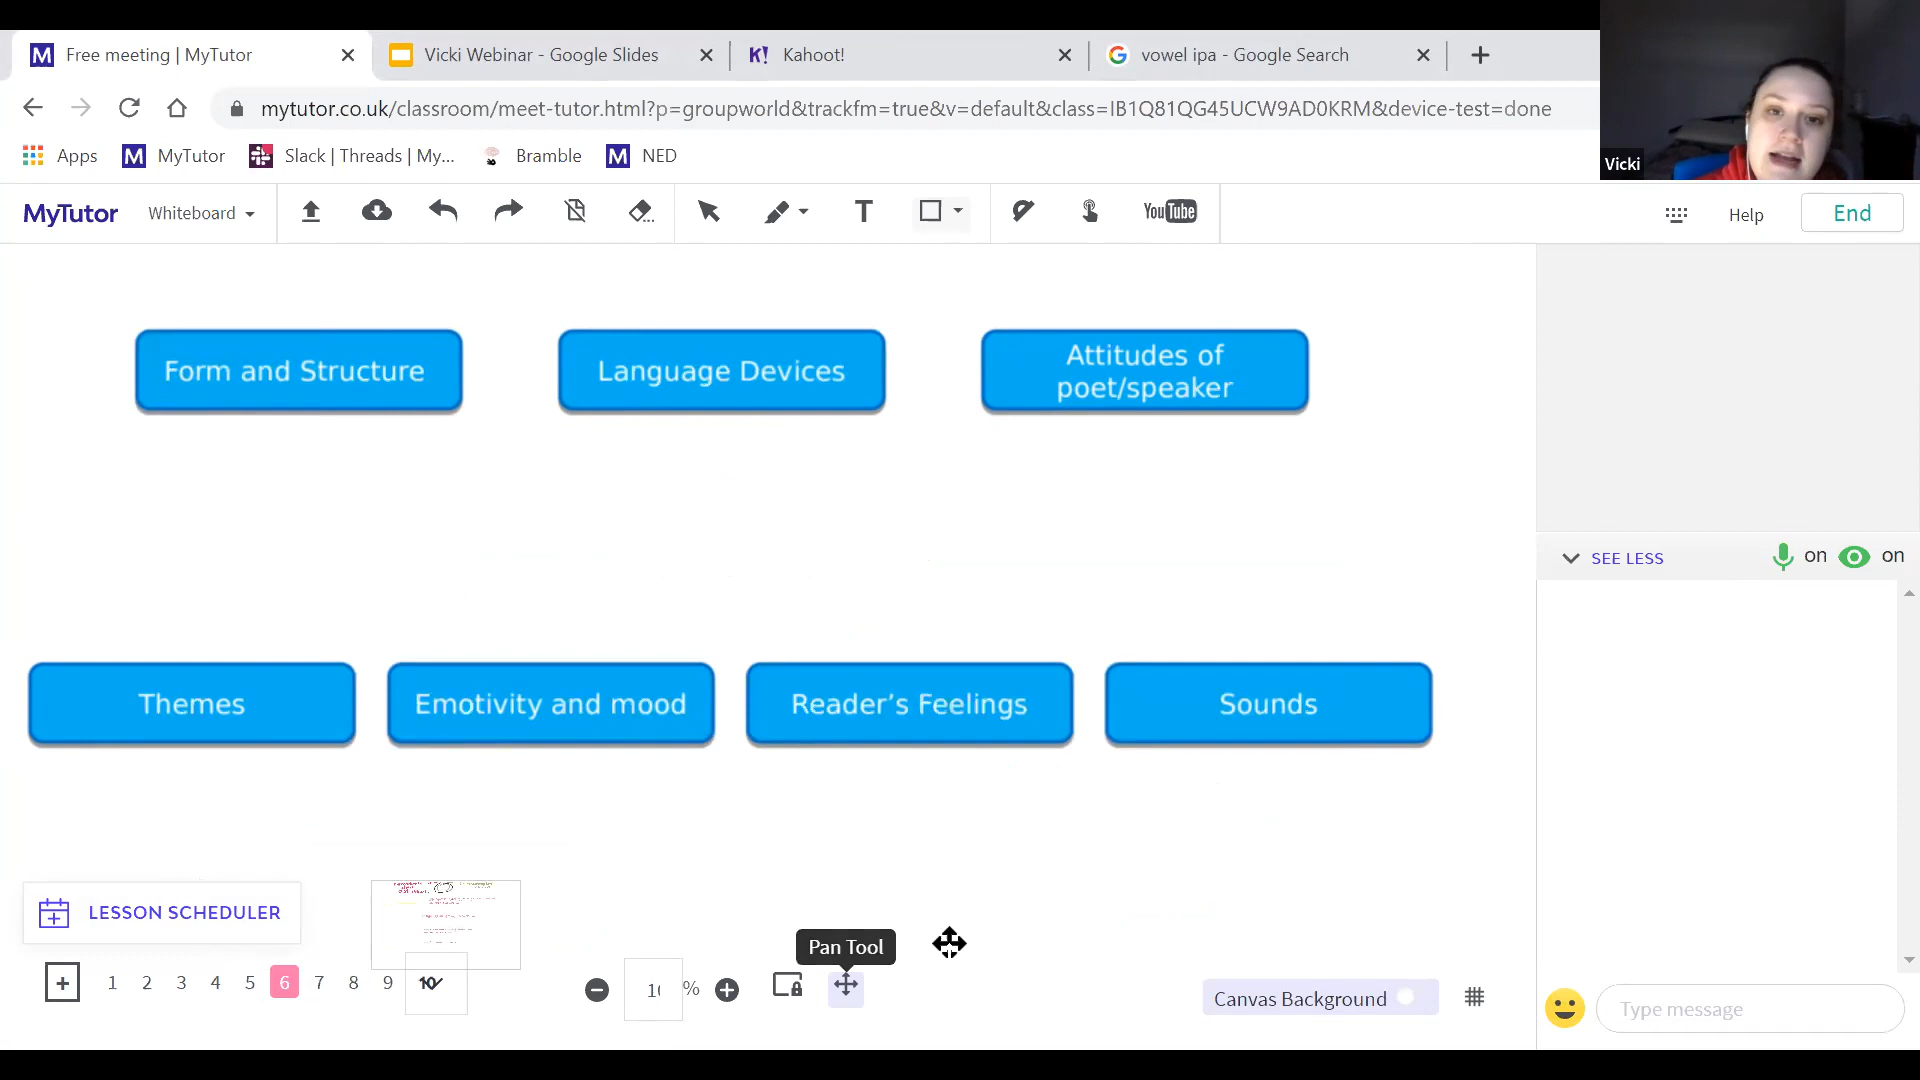 Free meeting | MyTutor
Vicki Webinar - Google Slides
K! Kahoot!
vowel ipa - Google Search
mytutor.co.uk/classroom/meet-tutor.html?p=groupworld&trackfm=true&v=default&class=IB1Q81QG45UCW9AD0KRM&device-test=done
Apps
MyTutor
Slack | Threads | My...
Bramble
NED
Vicki
MyTutor
Whiteboard
T
YouTube
Help
End
Form and Structure
Language Devices
Attitudes of
poet/speaker
SEE LESS
on
on
Themes
Emotivity and mood
Reader's Feelings
Sounds
LESSON SCHEDULER
Pan Tool
1 2 3 4 5 6 7 8 9 10
%
Canvas Background
Type message